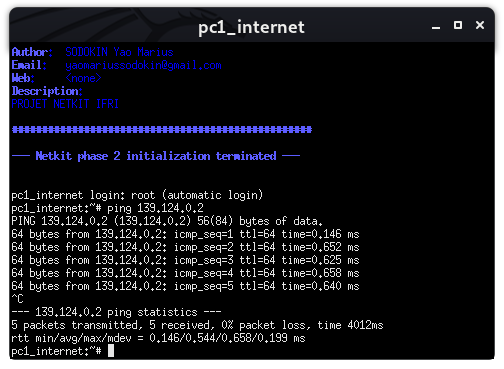 pc1_internet
Author: SODOKIN Yao Marius
Email: yaomariussodokin@gmail.com
Web: <none>
Description:
PROJET NETKIT IFRI
##################################################
--- Netkit phase 2 initialization terminated ---
pc1_internet login: root (automatic login)
pc1_internet:~# ping 139.124.0.2
PING 139.124.0.2 (139.124.0.2) 56(84) bytes of data.
64 bytes from 139.124.0.2: icmp_seq=1 ttl=64 time=0.146 ms
64 bytes from 139.124.0.2: icmp_seq=2 ttl=64 time=0.652 ms
64 bytes from 139.124.0.2: icmp_seq=3 ttl=64 time=0.625 ms
64 bytes from 139.124.0.2: icmp_seq=4 ttl=64 time=0.658 ms
64 bytes from 139.124.0.2: icmp_seq=5 ttl=64 time=0.640 ms
^C
--- 139.124.0.2 ping statistics ---
5 packets transmitted, 5 received, 0% packet loss, time 4012ms
rtt min/avg/max/mdev = 0.146/0.544/0.658/0.199 ms
pc1_internet:~#